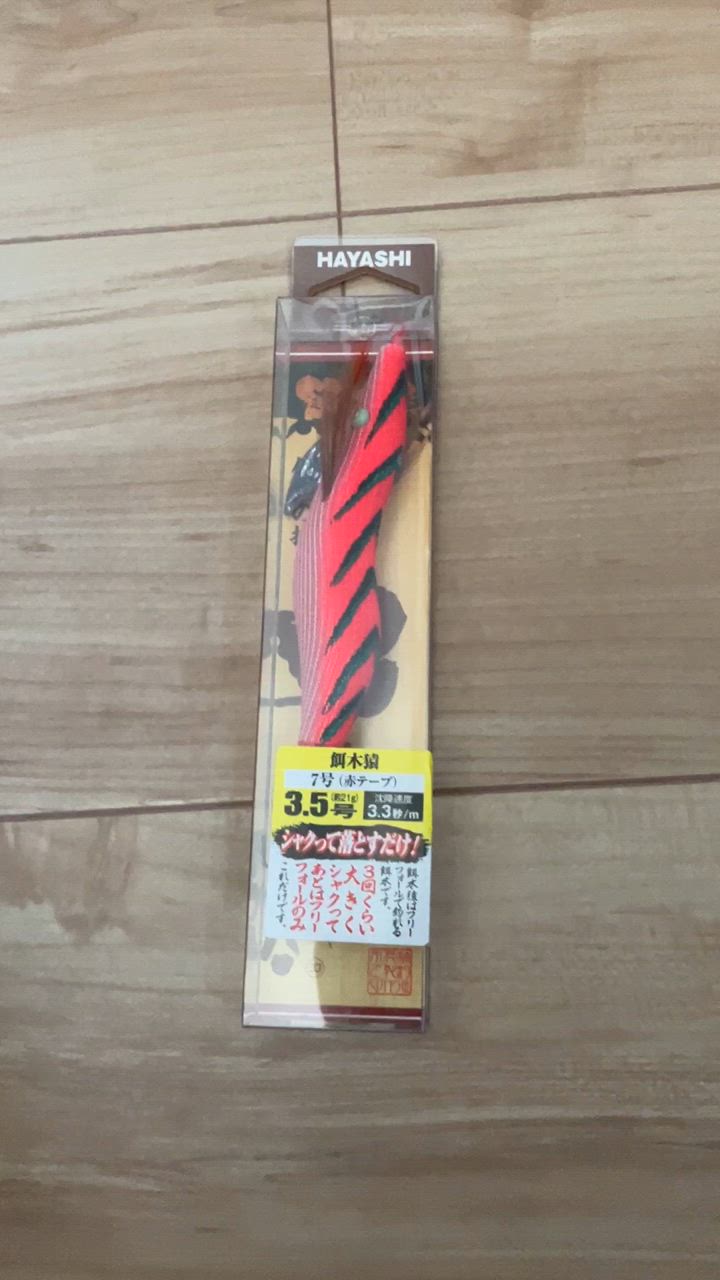 HAYASHI
餌木猿
7号(赤テープ)
3.5号
(約21g)
沈降速度
3.3秒/m
シャクって落とすだけ!
餌木猿はフリー
フォールで釣れる
餌木です。
3回くらい
大きく
シャクって
あとはフリー
フォールのみ
これだけです。